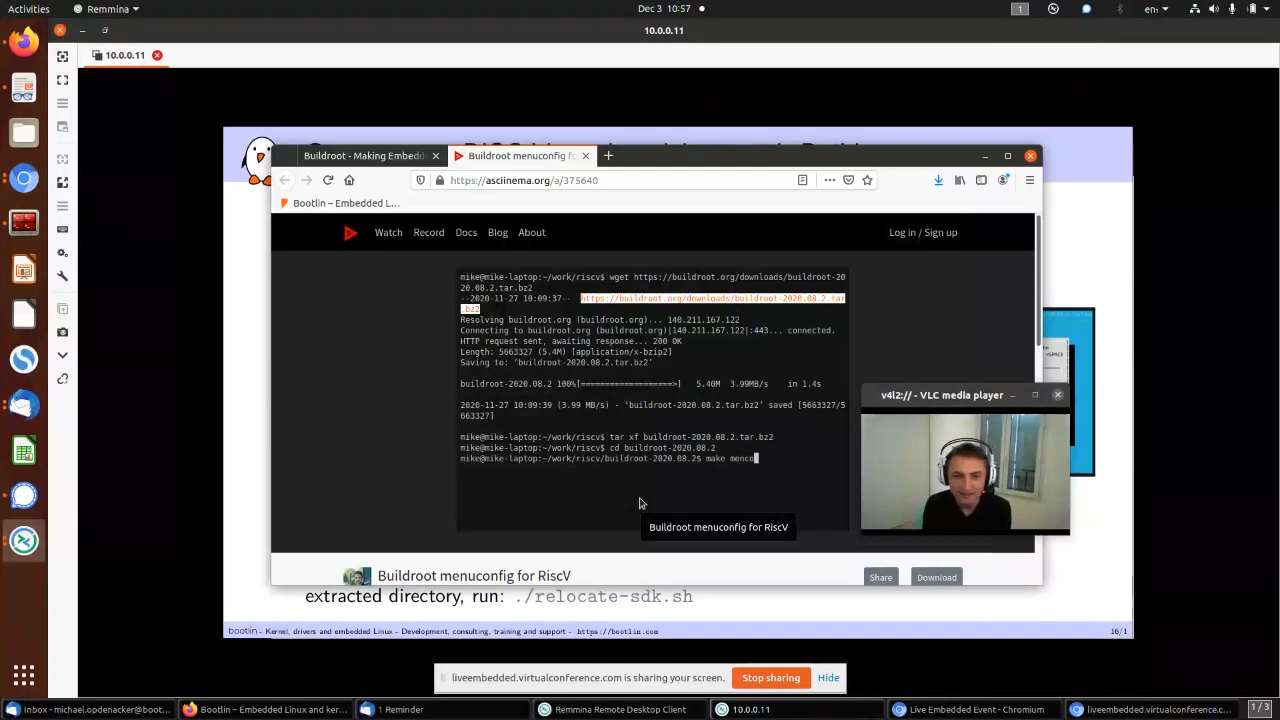 Activities
Remmina
Dec 3 10:57
1
en
10.0.0.11
10.0.0.11
Buildroot - Making Embedd
Buildroot menuconfig fo
https://asciinema.org/a/375640
Bootlin – Embedded L…
Watch
Record
Docs
Blog
About
Log in / Sign up
mike@mike-laptop:~/work/riscv$ wget https://buildroot.org/downloads/buildroot-20
20.08.2.tar.bz2
--2020-11-27 10:09:37-- https://buildroot.org/downloads/buildroot-2020.08.2.tar
.bz2
Resolving buildroot.org (buildroot.org)... 140.211.167.122
Connecting to buildroot.org (buildroot.org)|140.211.167.122|:443... connected.
HTTP request sent, awaiting response... 200 OK
Length: 5663327 (5.4M) [application/x-bzip2]
Saving to: ‘buildroot-2020.08.2.tar.bz2’
buildroot-2020.08.2 100%[===================>] 5.40M 3.99MB/s in 1.4s
2020-11-27 10:09:39 (3.99 MB/s) - ‘buildroot-2020.08.2.tar.bz2’ saved [5663327/5
663327]
mike@mike-laptop:~/work/riscv$ tar xf buildroot-2020.08.2.tar.bz2
mike@mike-laptop:~/work/riscv$ cd buildroot-2020.08.2
mike@mike-laptop:~/work/riscv/buildroot-2020.08.2$ make menco
<SPACE
v4l2:// - VLC media player
Buildroot menuconfig for RiscV
Buildroot menuconfig for RiscV
Share
Download
extracted directory, run: ./relocate-sdk.sh
bootlin - Kernel, drivers and embedded Linux - Development, consulting, training and support - https://bootlin.com
16/1
liveembedded.virtualconference.com is sharing your screen.
Stop sharing
Hide
Inbox - michael.opdenacker@boot...
Bootlin – Embedded Linux and ker...
1 Reminder
Remmina Remote Desktop Client
10.0.0.11
Live Embedded Event - Chromium
liveembedded.virtualconference.c...
1/3